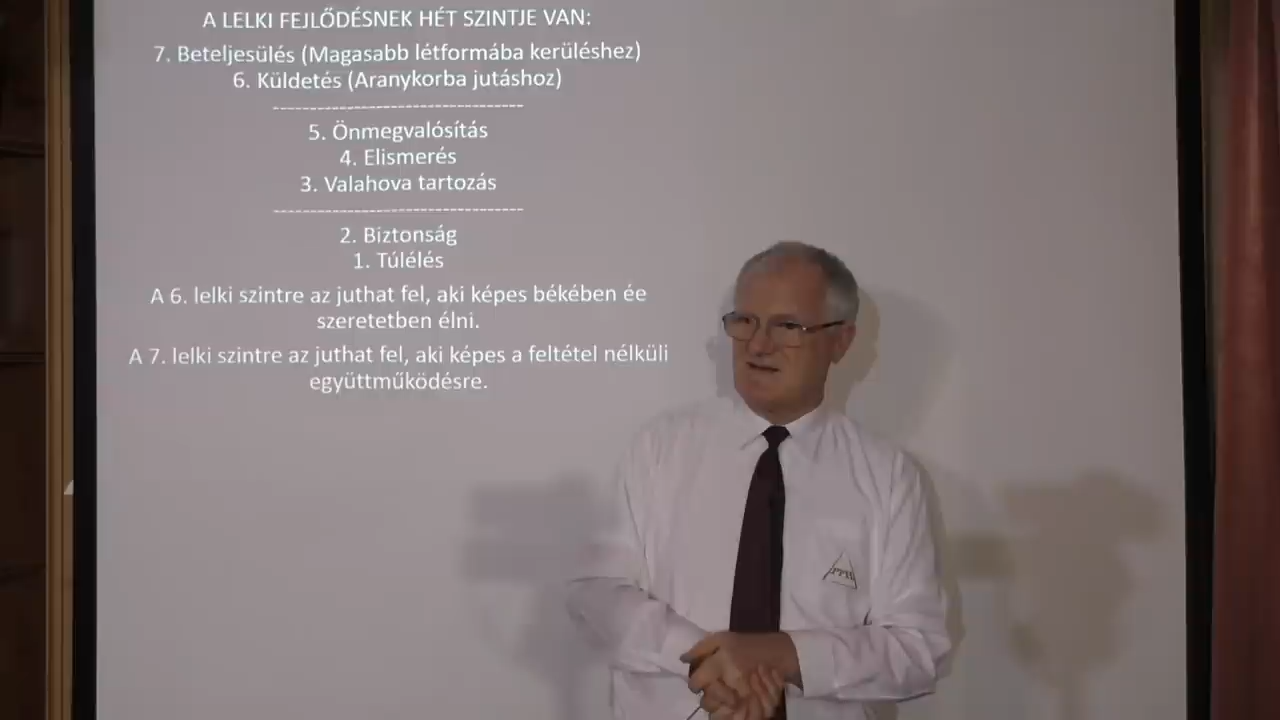 A LELKI FEJLŐDÉSNEK HÉT SZINTJE VAN:
7. Beteljesülés (Magasabb létformába kerüléshez)
6. Küldetés (Aranykorba jutáshoz)
----------------------------------
5. Önmegvalósítás
4. Elismerés
3. Valahova tartozás
----------------------------------
2. Biztonság
1. Túlélés
A 6. lelki szintre az juthat fel, aki képes békében ée
szeretetben élni.
A 7. lelki szintre az juthat fel, aki képes a feltétel nélküli
együttműködésre.